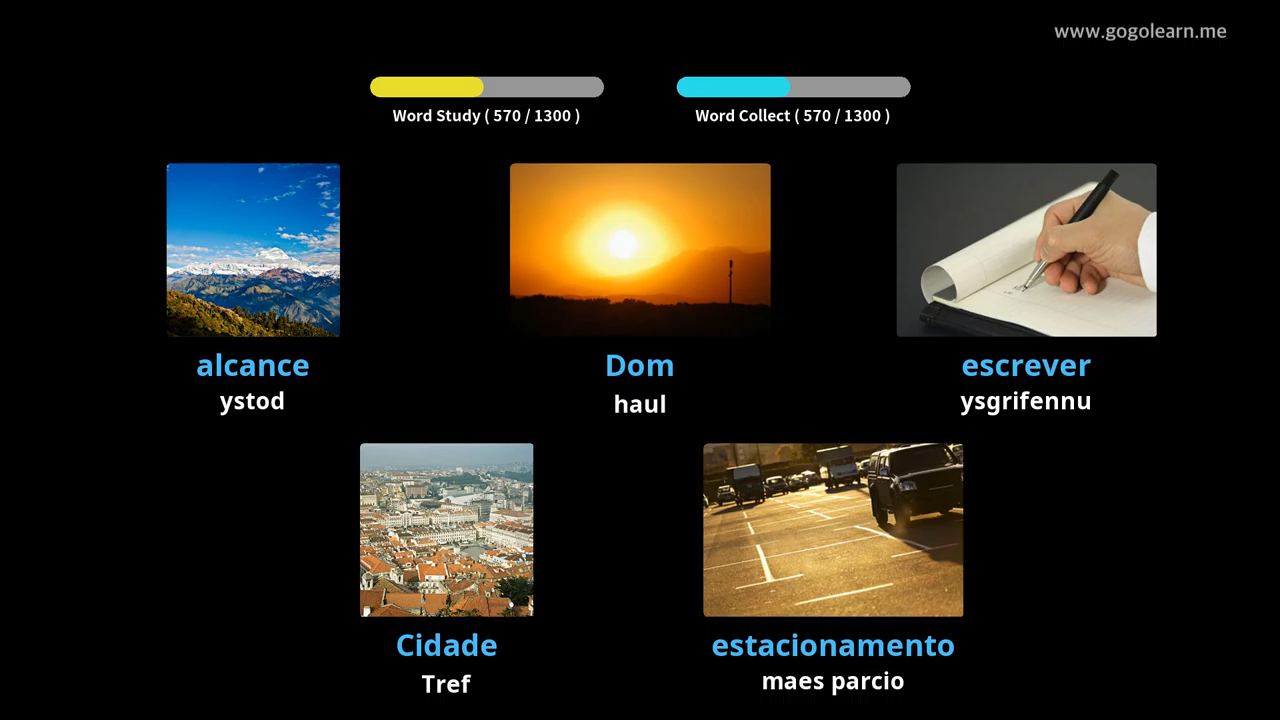 www.gogolearn.me
Word Study ( 570 / 1300 )
Word Collect ( 570 / 1300 )
alcance
ystod
Dom
haul
escrever
ysgrifennu
Cidade
Tref
estacionamento
maes parcio